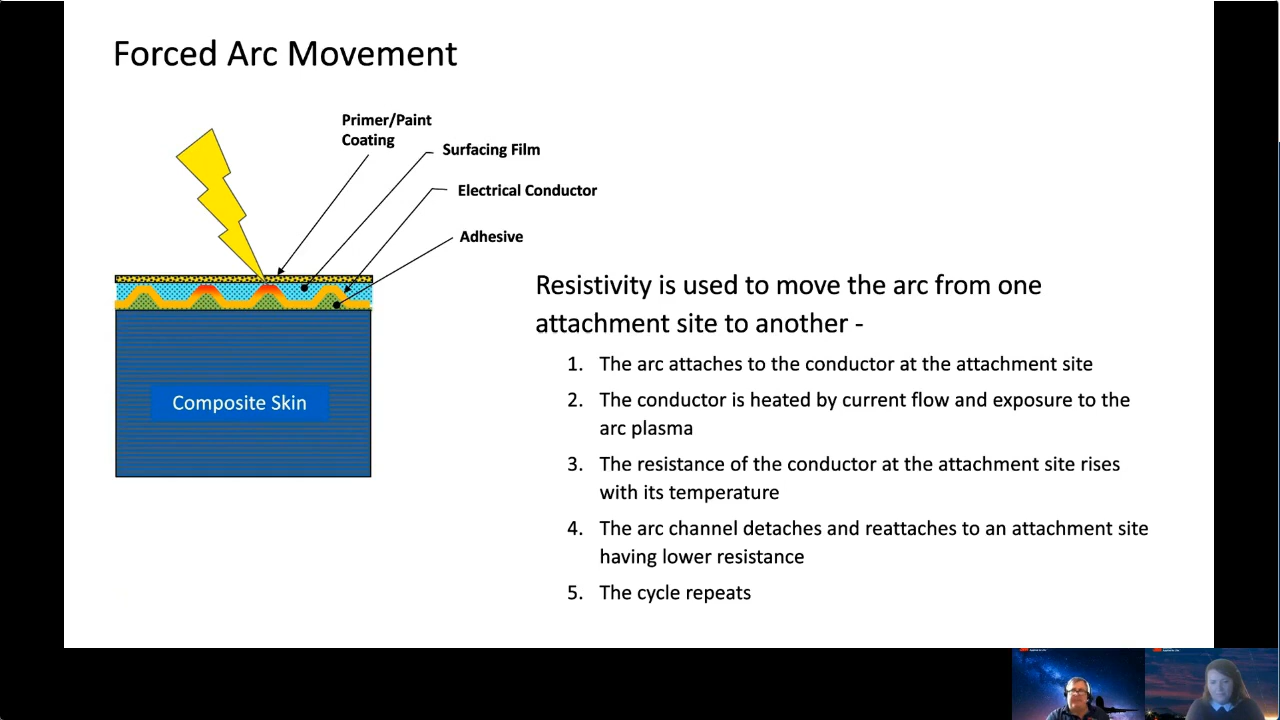 Forced Arc Movement
Primer/Paint
Coating
Surfacing Film
Electrical Conductor
Adhesive
Composite Skin
Resistivity is used to move the arc from one
attachment site to another -
1. The arc attaches to the conductor at the attachment site
2. The conductor is heated by current flow and exposure to the
arc plasma
3. The resistance of the conductor at the attachment site rises
with its temperature
4. The arc channel detaches and reattaches to an attachment site
having lower resistance
5. The cycle repeats